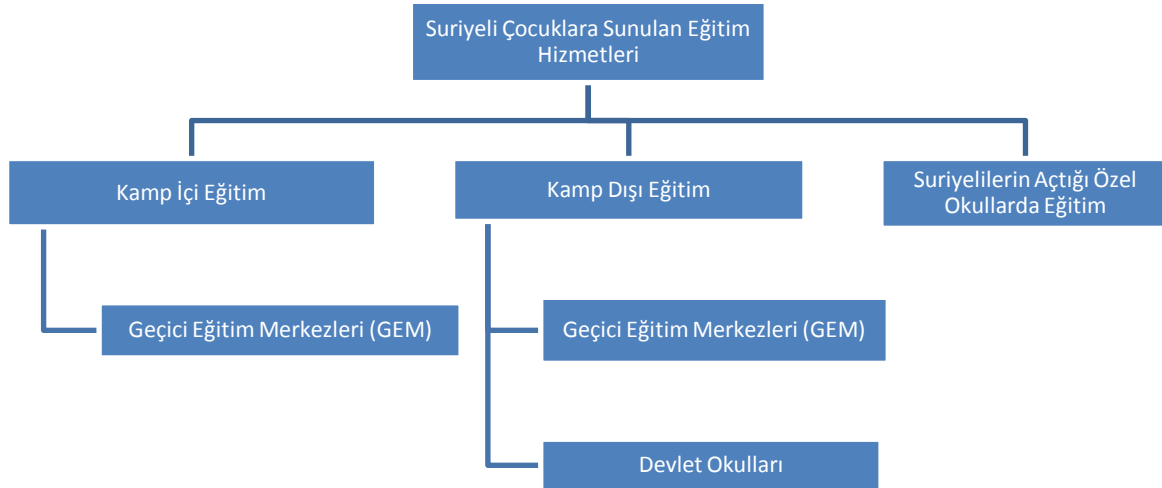 Suriyeli Çocuklara Sunulan Eğitim
Hizmetleri
Kamp İçi Eğitim
Kamp Dışı Eğitim
Suriyelilerin Açtığı Özel
Okullarda Eğitim
Geçici Eğitim Merkezleri (GEM)
Geçici Eğitim Merkezleri (GEM)
Devlet Okulları